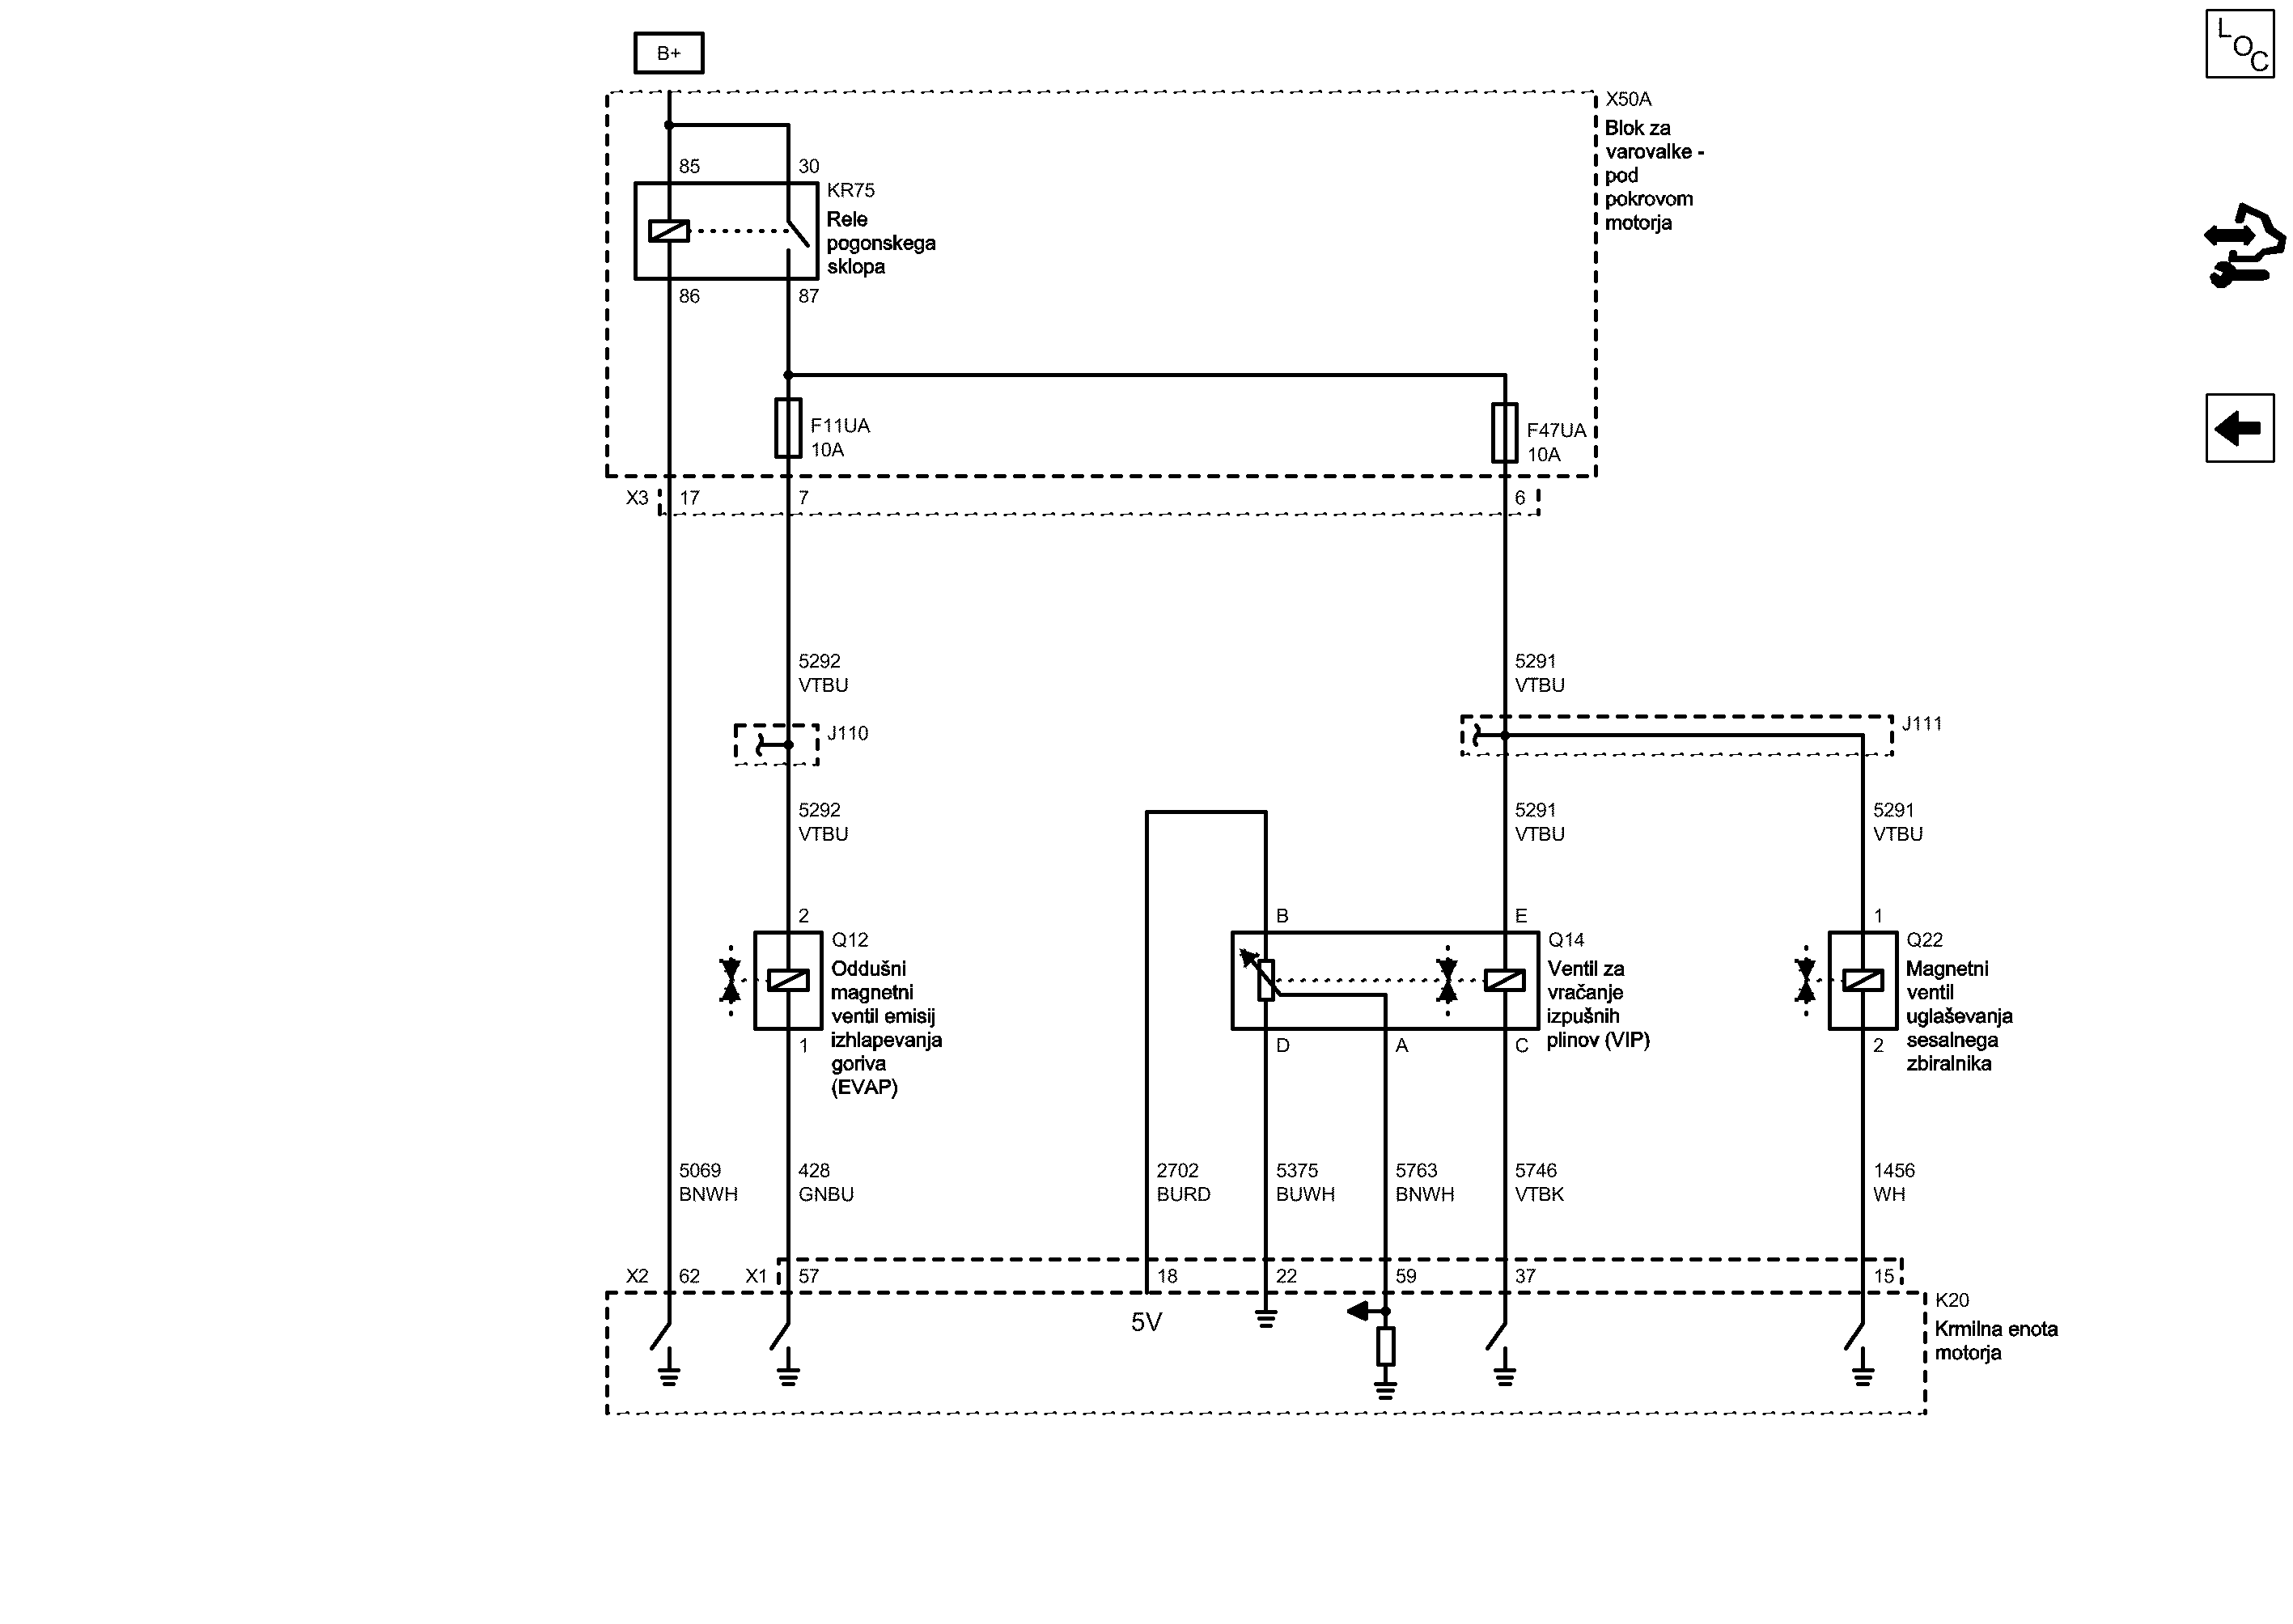 B+
LOC
X50A
Blok za
varovalke -
pod
pokrovom
motorja
85
30
KR75
Rele
pogonskega
sklopa
86
87
F11UA
10A
F47UA
10A
X3
17
7
6
5292
VTBU
5291
VTBU
J110
J111
5292
VTBU
5291
VTBU
5291
VTBU
2
B
E
1
Q12
Oddušni
magnetni
ventil emisij
izhlapevanja
goriva
(EVAP)
Q14
Ventil za
vračanje
izpušnih
plinov (VIP)
Q22
Magnetni
ventil
uglaševanja
sesalnega
zbiralnika
1
D
A
C
2
5069
BNWH
428
GNBU
2702
BURD
5375
BUWH
5763
BNWH
5746
VTBK
1456
WH
X2
62
X1
57
18
22
59
37
15
5V
K20
Krmilna enota
motorja